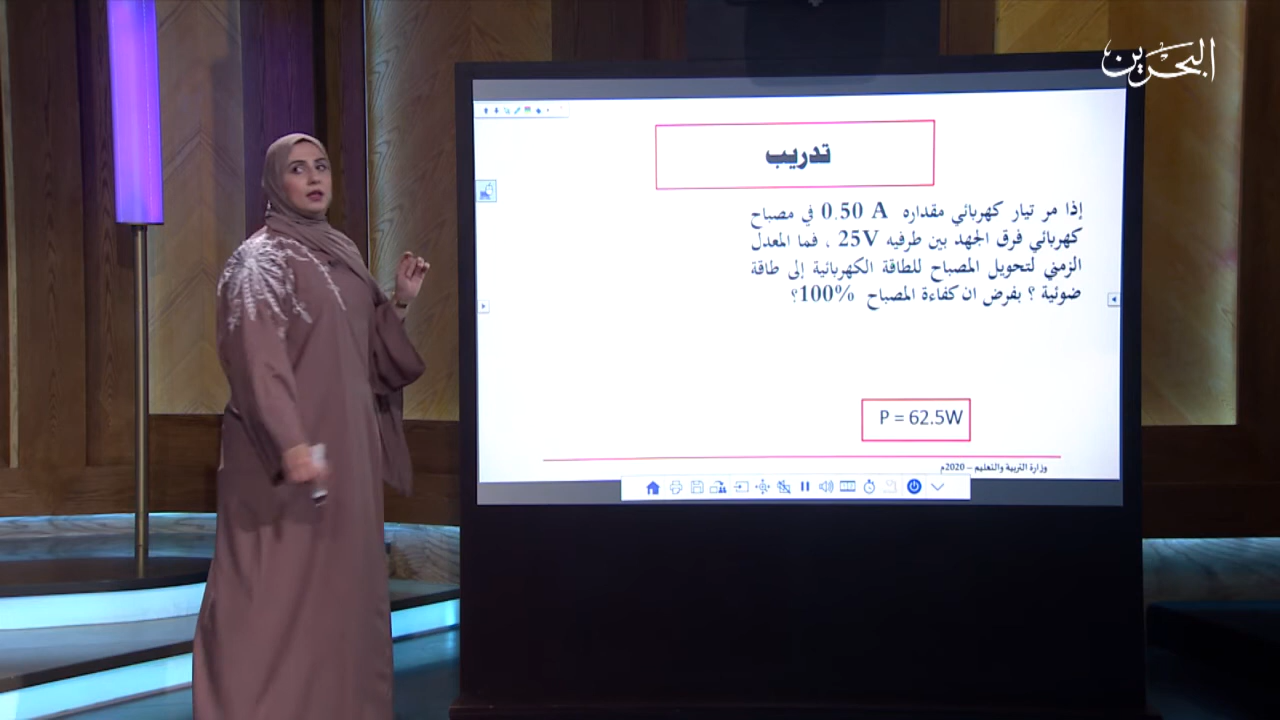 البحرين
تدريب
إذا مر تيار كهربائي مقداره 0.50 A في مصباح
كهربائي فرق الجهد بين طرفيه 25V ، فما المعدل
الزمني لتحويل المصباح للطاقة الكهربائية إلى طاقة
ضوئية ؟ بفرض ان كفاءة المصباح 100%؟
P = 62.5W
وزارة التربية والتعليم – 2020م